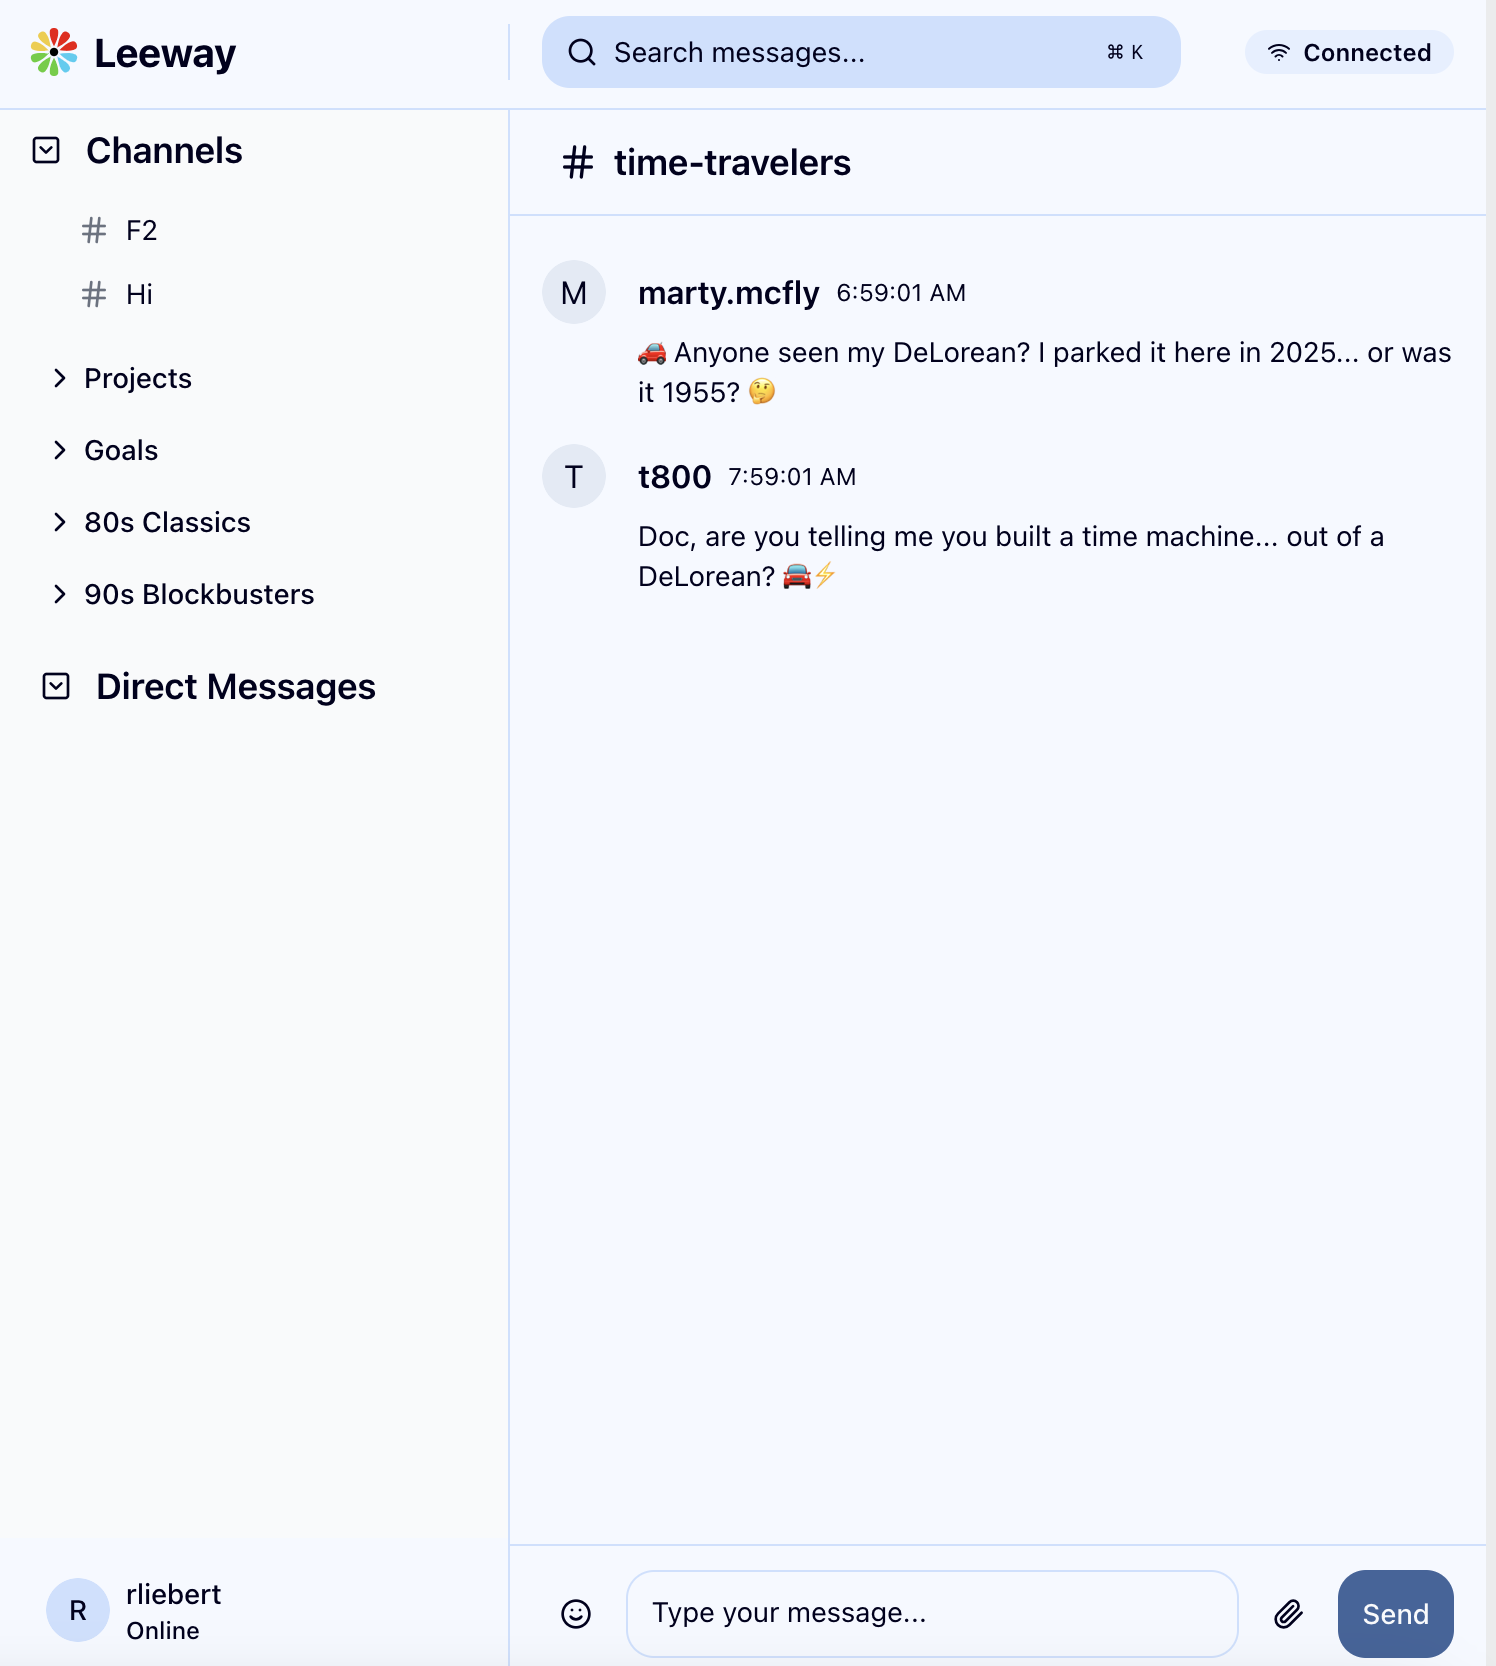 Leeway
Search messages...
⌘ K
Connected
Channels
# F2
# Hi
Projects
Goals
80s Classics
90s Blockbusters
Direct Messages
R
rliebert
Online
# time-travelers
M
marty.mcfly 6:59:01 AM
🚗 Anyone seen my DeLorean? I parked it here in 2025... or was
it 1955? 🤔
T
t800 7:59:01 AM
Doc, are you telling me you built a time machine... out of a
DeLorean? 🚘⚡
Type your message...
Send